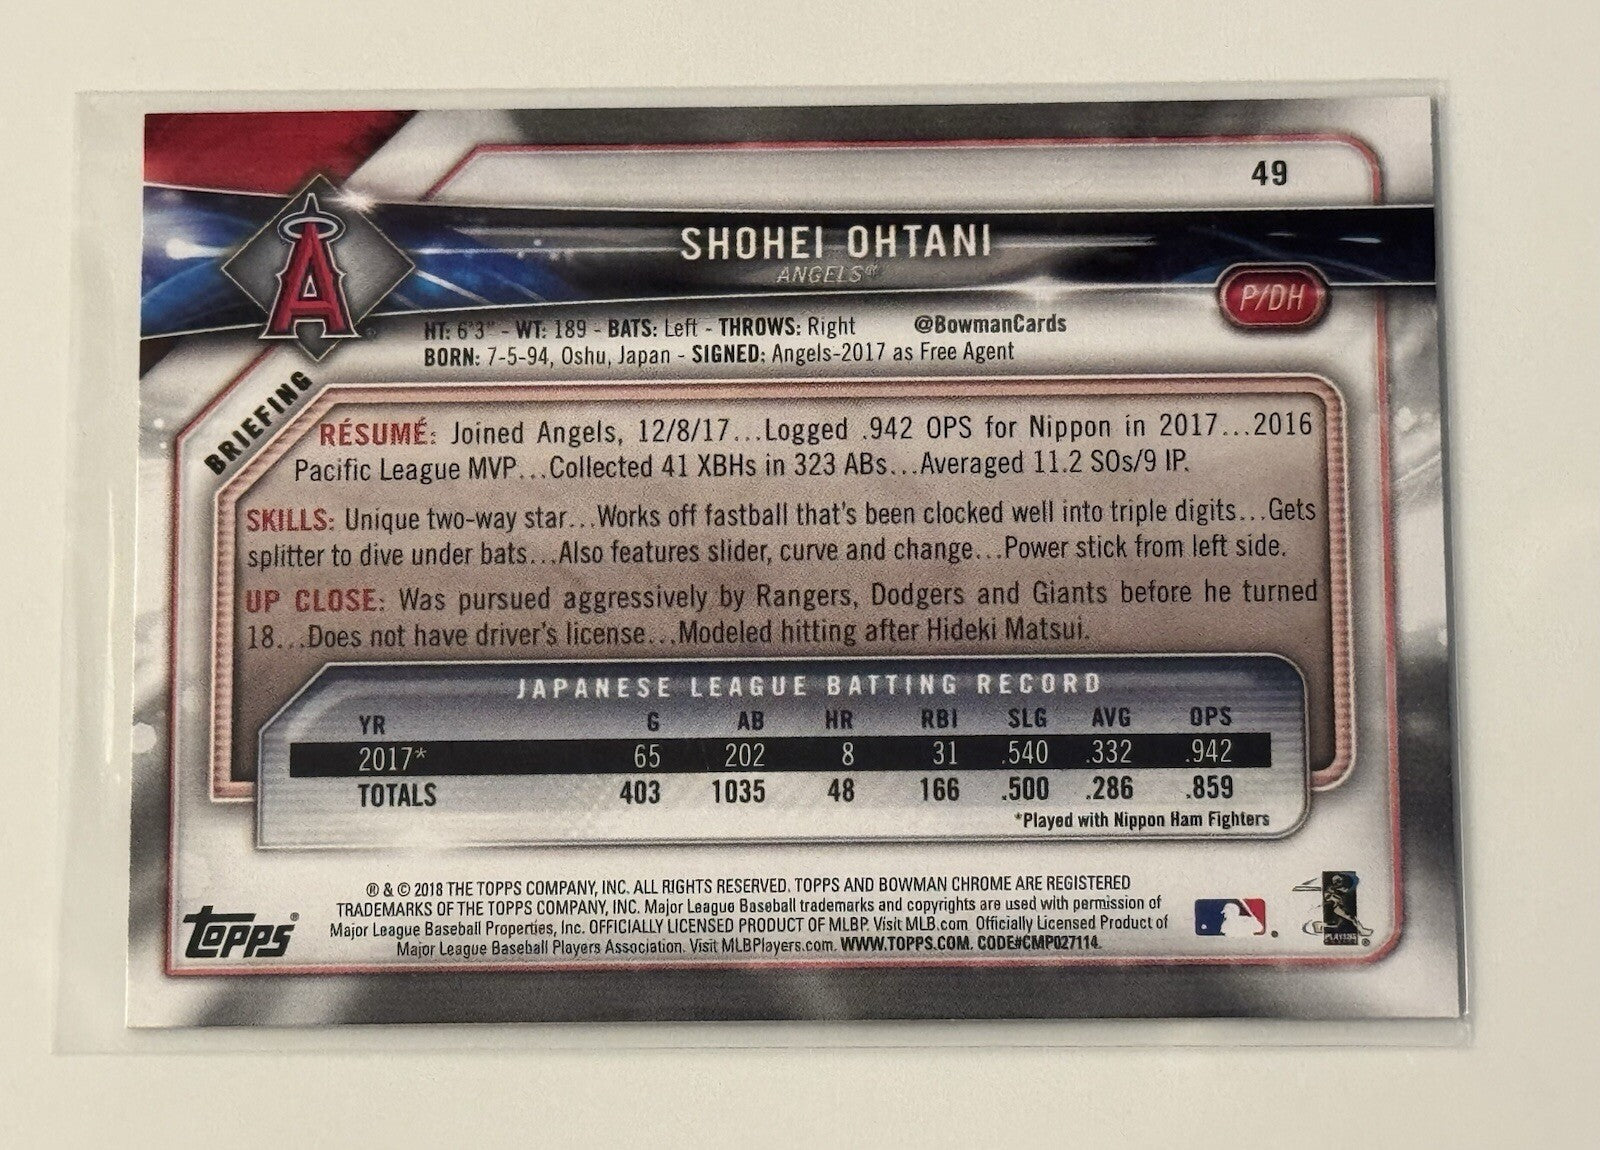 49
SHOHEI OHTANI
ANGELS®
P/DH
HT: 6'3" - WT: 189 - BATS: Left - THROWS: Right @BowmanCards
BORN: 7-5-94, Oshu, Japan - SIGNED: Angels-2017 as Free Agent
BRIEFING
RÉSUMÉ: Joined Angels, 12/8/17...Logged .942 OPS for Nippon in 2017...2016
Pacific League MVP...Collected 41 XBHs in 323 ABs...Averaged 11.2 SOs/9 IP.
SKILLS: Unique two-way star...Works off fastball that's been clocked well into triple digits...Gets
splitter to dive under bats...Also features slider, curve and change...Power stick from left side.
UP CLOSE: Was pursued aggressively by Rangers, Dodgers and Giants before he turned
18...Does not have driver's license...Modeled hitting after Hideki Matsui.
JAPANESE LEAGUE BATTING RECORD
YR G AB HR RBI SLG AVG OPS
2017* 65 202 8 31 .540 .332 .942
TOTALS 403 1035 48 166 .500 .286 .859
*Played with Nippon Ham Fighters
® & © 2018 THE TOPPS COMPANY, INC. ALL RIGHTS RESERVED. TOPPS AND BOWMAN CHROME ARE REGISTERED
TRADEMARKS OF THE TOPPS COMPANY, INC. Major League Baseball trademarks and copyrights are used with permission of
Major League Baseball Properties, Inc. OFFICIALLY LICENSED PRODUCT OF MLBP. Visit MLB.com Officially Licensed Product of
Major League Baseball Players Association. Visit MLBPlayers.com. WWW.TOPPS.COM. CODE#CMP027114
topps®
A
PLAYERS